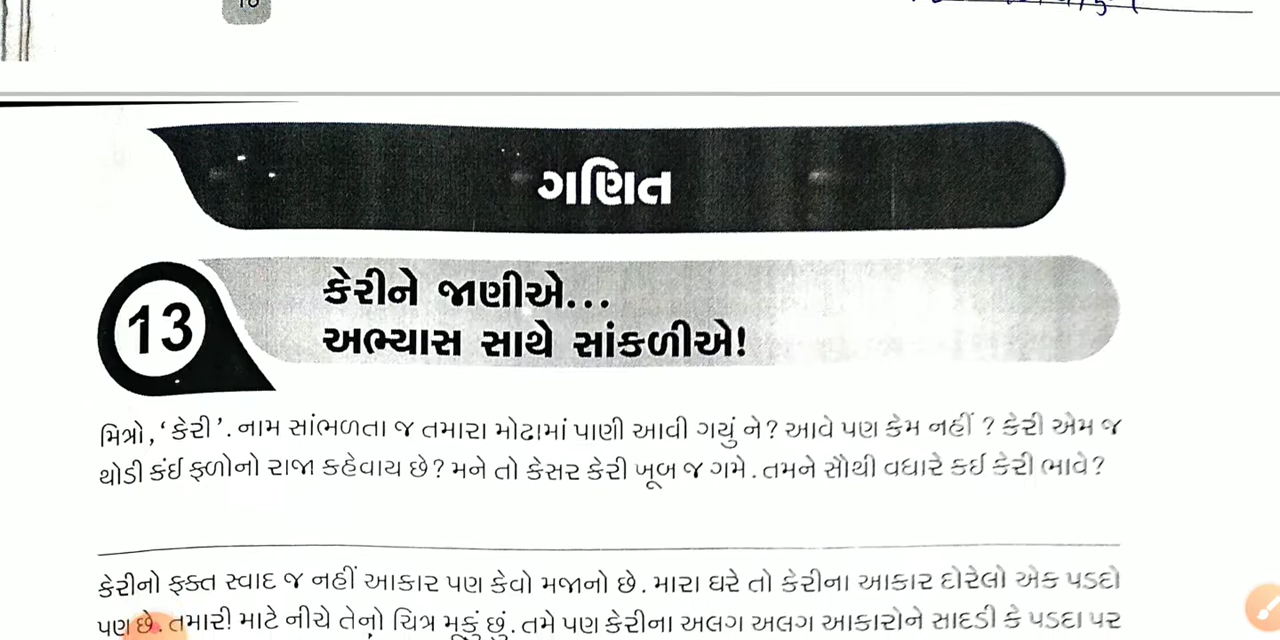 ગણિત
13
કેરીને જાણીએ...
અભ્યાસ સાથે સાંકળીએ!
મિત્રો, ‘કેરી’. નામ સાંભળતા જ તમારા મોઢામાં પાણી આવી ગયું ને? આવે પણ કેમ નહીં ? કેરી એમ જ
થોડી કંઈ ફળોનો રાજા કહેવાય છે? મને તો કેસર કેરી ખૂબ જ ગમે. તમને સૌથી વધારે કઈ કેરી ભાવે?
કેરીનો ફક્ત સ્વાદ જ નહીં આકાર પણ કેવો મજાનો છે. મારા ઘરે તો કેરીના આકાર દોરેલો એક પડદો
પણ છે. તમારી! માટે નીચે તેનો ચિત્ર મૂકું છું. તમે પણ કેરીના અલગ અલગ આકારોને સાદડી કે પડદા પર